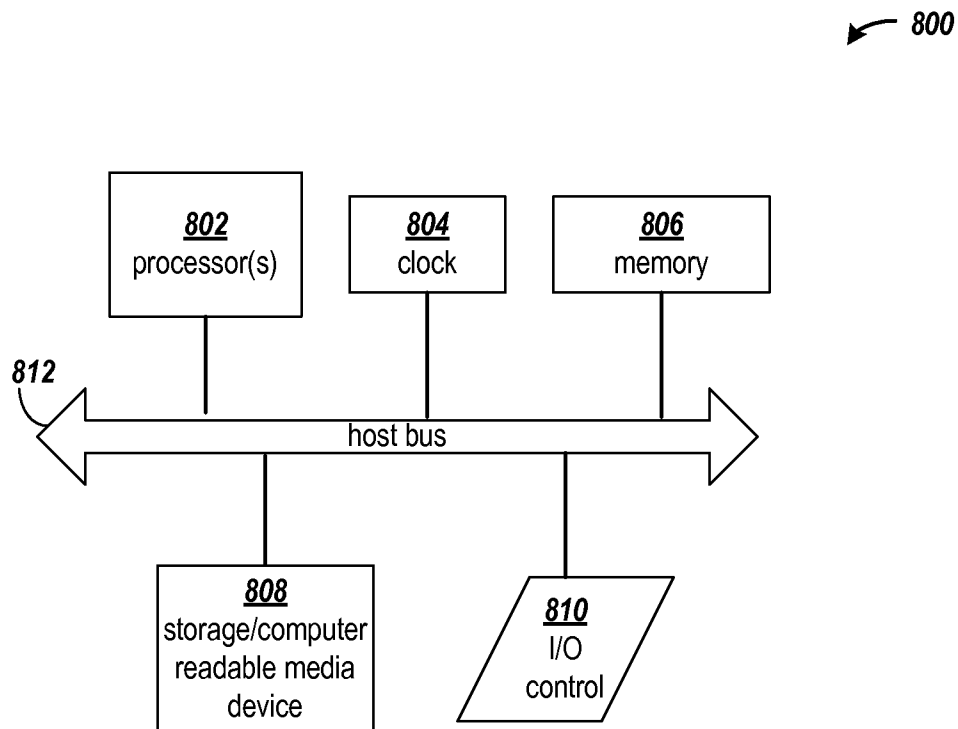 800
802
processor(s)
804
clock
806
memory
812
host bus
808
storage/computer
readable media
device
810
I/O
control